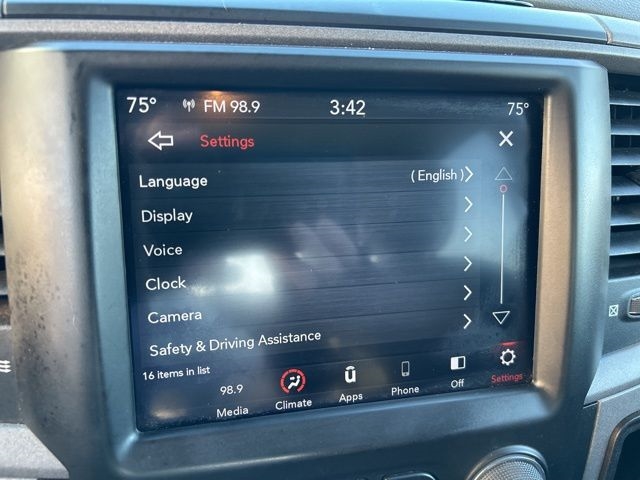 75° FM 98.9 3:42 75°
Settings
Language ( English )
Display
Voice
Clock
Camera
Safety & Driving Assistance
16 items in list
98.9
Media Climate Apps Phone Off Settings